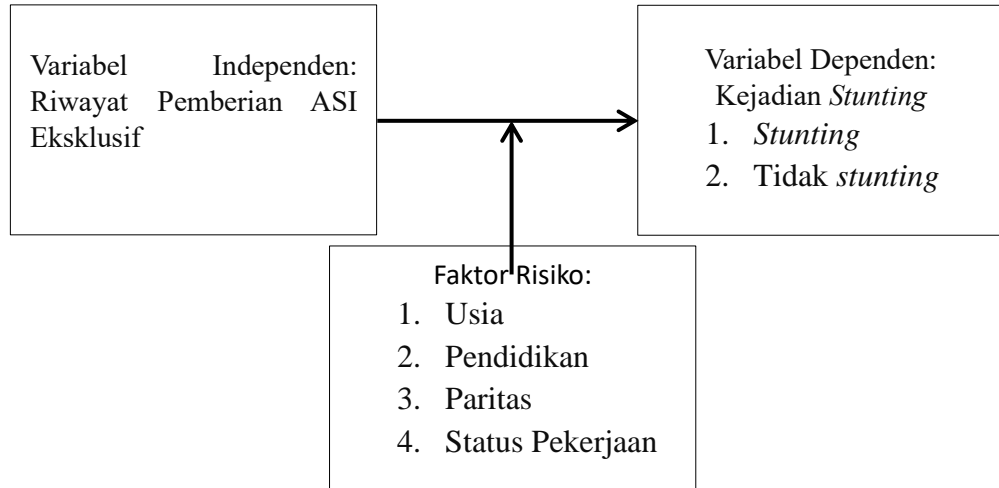 Variabel Independen:
Riwayat Pemberian ASI
Eksklusif
Variabel Dependen:
Kejadian Stunting
1. Stunting
2. Tidak stunting
Faktor Risiko:
1. Usia
2. Pendidikan
3. Paritas
4. Status Pekerjaan